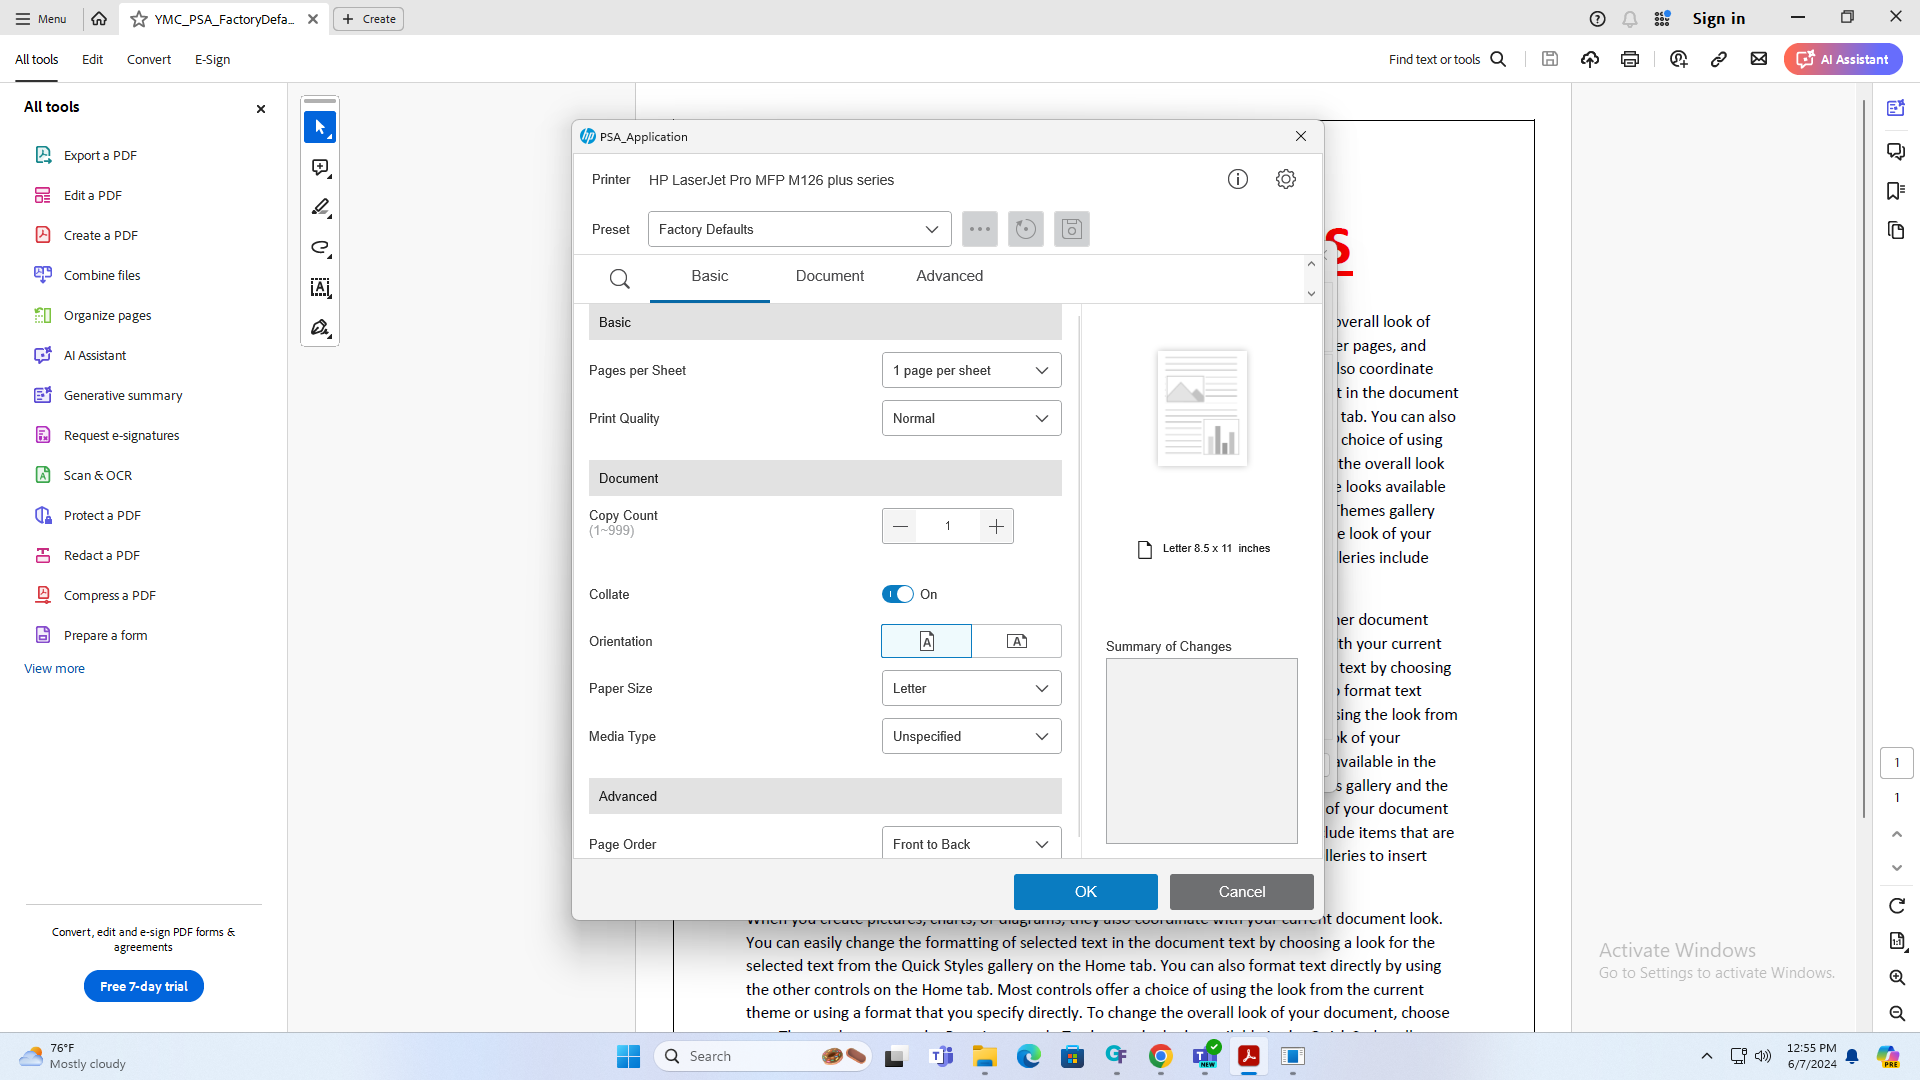 Menu
YMC_PSA_FactoryDefa...
Create
Sign in
All tools
Edit
Convert
E-Sign
Find text or tools
AI Assistant
All tools
Export a PDF
Edit a PDF
Create a PDF
Combine files
Organize pages
AI Assistant
Generative summary
Request e-signatures
Scan & OCR
Protect a PDF
Redact a PDF
Compress a PDF
Prepare a form
View more
Convert, edit and e-sign PDF forms &
agreements
Free 7-day trial
PSA_Application
Printer
HP LaserJet Pro MFP M126 plus series
Preset
Factory Defaults
Basic
Document
Advanced
Basic
Pages per Sheet
1 page per sheet
Print Quality
Normal
Document
Copy Count
(1~999)
1
Collate
On
Orientation
Paper Size
Letter
Media Type
Unspecified
Advanced
Page Order
Front to Back
Letter 8.5 x 11 inches
Summary of Changes
OK
Cancel
S
overall look of
pages, and
also coordinate
in the document
tab. You can also
choice of using
the overall look
looks available
Themes gallery
look of your
include
document
your current
text by choosing
format text
the look from
of your
available in the
gallery and the
of your document
items that are
to insert
When you create pictures, charts, or diagrams, they also coordinate with your current document look.
You can easily change the formatting of selected text in the document text by choosing a look for the
selected text from the Quick Styles gallery on the Home tab. You can also format text directly by using
the other controls on the Home tab. Most controls offer a choice of using the look from the current
theme or using a format that you specify directly. To change the overall look of your document, choose
1
1
Activate Windows
Go to Settings to activate Windows.
76°F
Mostly cloudy
Search
NEW
12:55 PM
6/7/2024
PRE